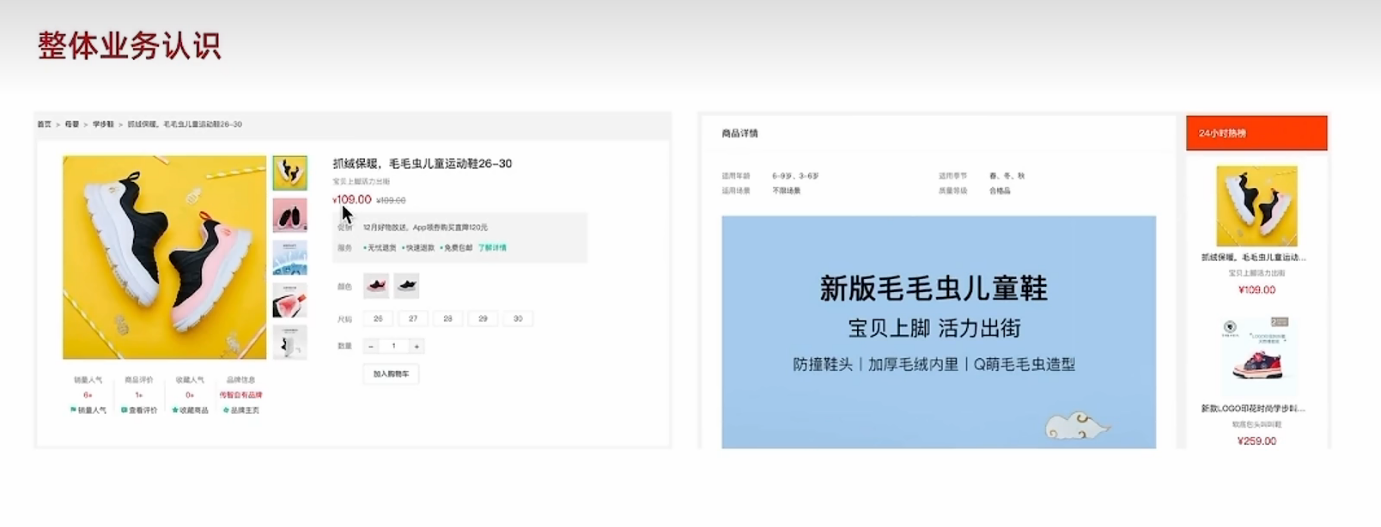 整体业务认识
首页 > 母婴 > 学步鞋 > 抓绒保暖，毛毛虫儿童运动鞋26-30
抓绒保暖，毛毛虫儿童运动鞋26-30
宝贝上脚活力出街
¥109.00 ¥109.00
促销 12月好物放送，App领券购买直降120元
服务 •无忧退货 •快速退款 •免费包邮 了解详情
颜色
尺码 26 27 28 29 30
数量 - 1 +
加入购物车
销量人气 商品评价 收藏人气 品牌信息
6+ 1+ 0+ 传智自有品牌
销量人气 查看评价 收藏商品 品牌主页
商品详情
适用年龄 6-9岁、3-6岁 适用季节 春、冬、秋
适用场景 不限场景 质量等级 合格品
新版毛毛虫儿童鞋
宝贝上脚 活力出街
防撞鞋头 | 加厚毛绒内里 | Q萌毛毛虫造型
24小时热榜
抓绒保暖，毛毛虫儿童运动...
宝贝上脚活力出街
¥109.00
新款LOGO印花时尚学步叫...
软底包头叫叫鞋
¥259.00